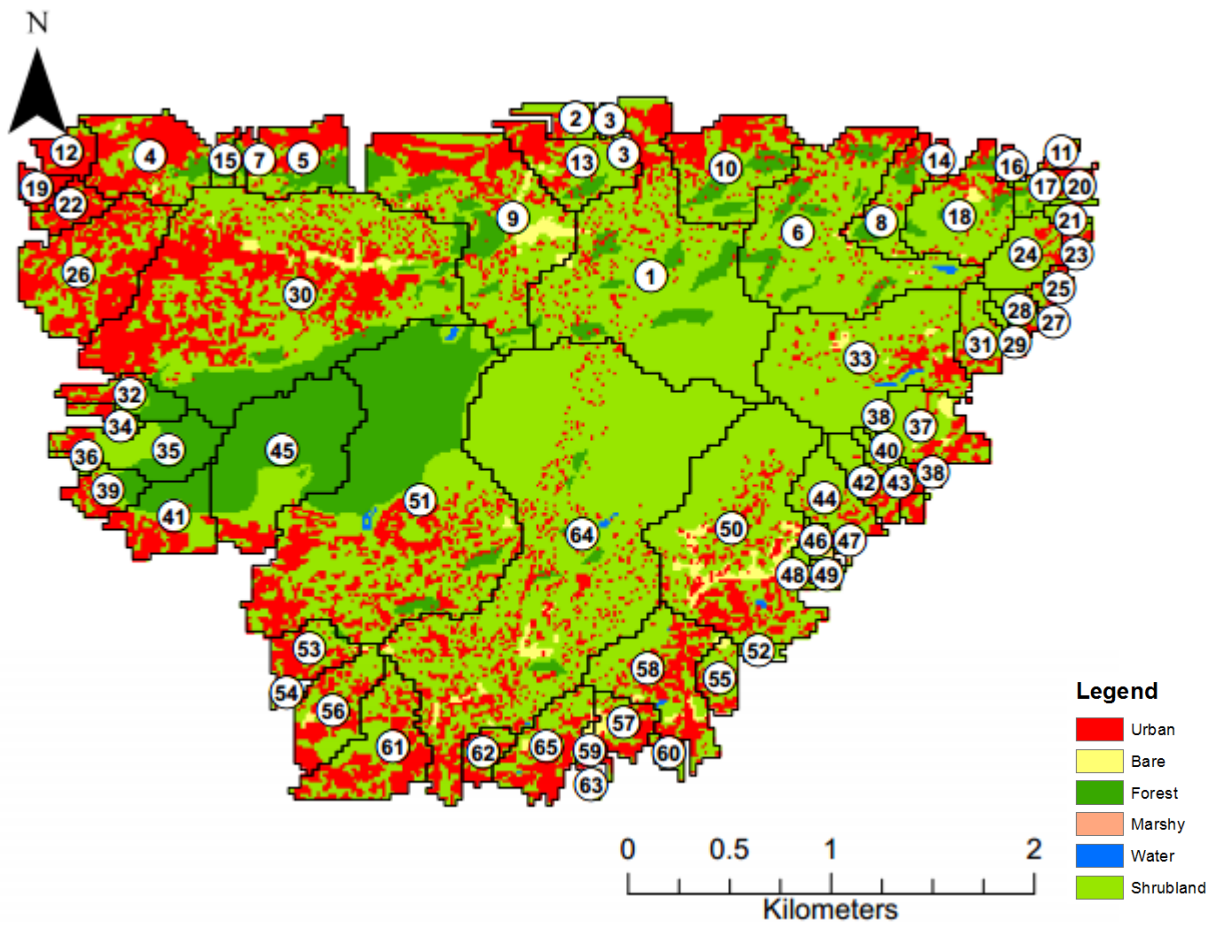 N
2 3
12 4 15 7 5 13 3 10 14 16 11
19 22 17 20
9 6 8 18 21
26 1 24 23
30 25
28 27
33 31 29
32
34 38 37
36 35 45 40
39 42 43 38
41 51 44
64 50 46 47
48 49
53 58 52
54 56 55
57
61 62 65 59 60
63
Legend
Urban
Bare
Forest
Marshy
Water
Shrubland
0 0.5 1 2
Kilometers